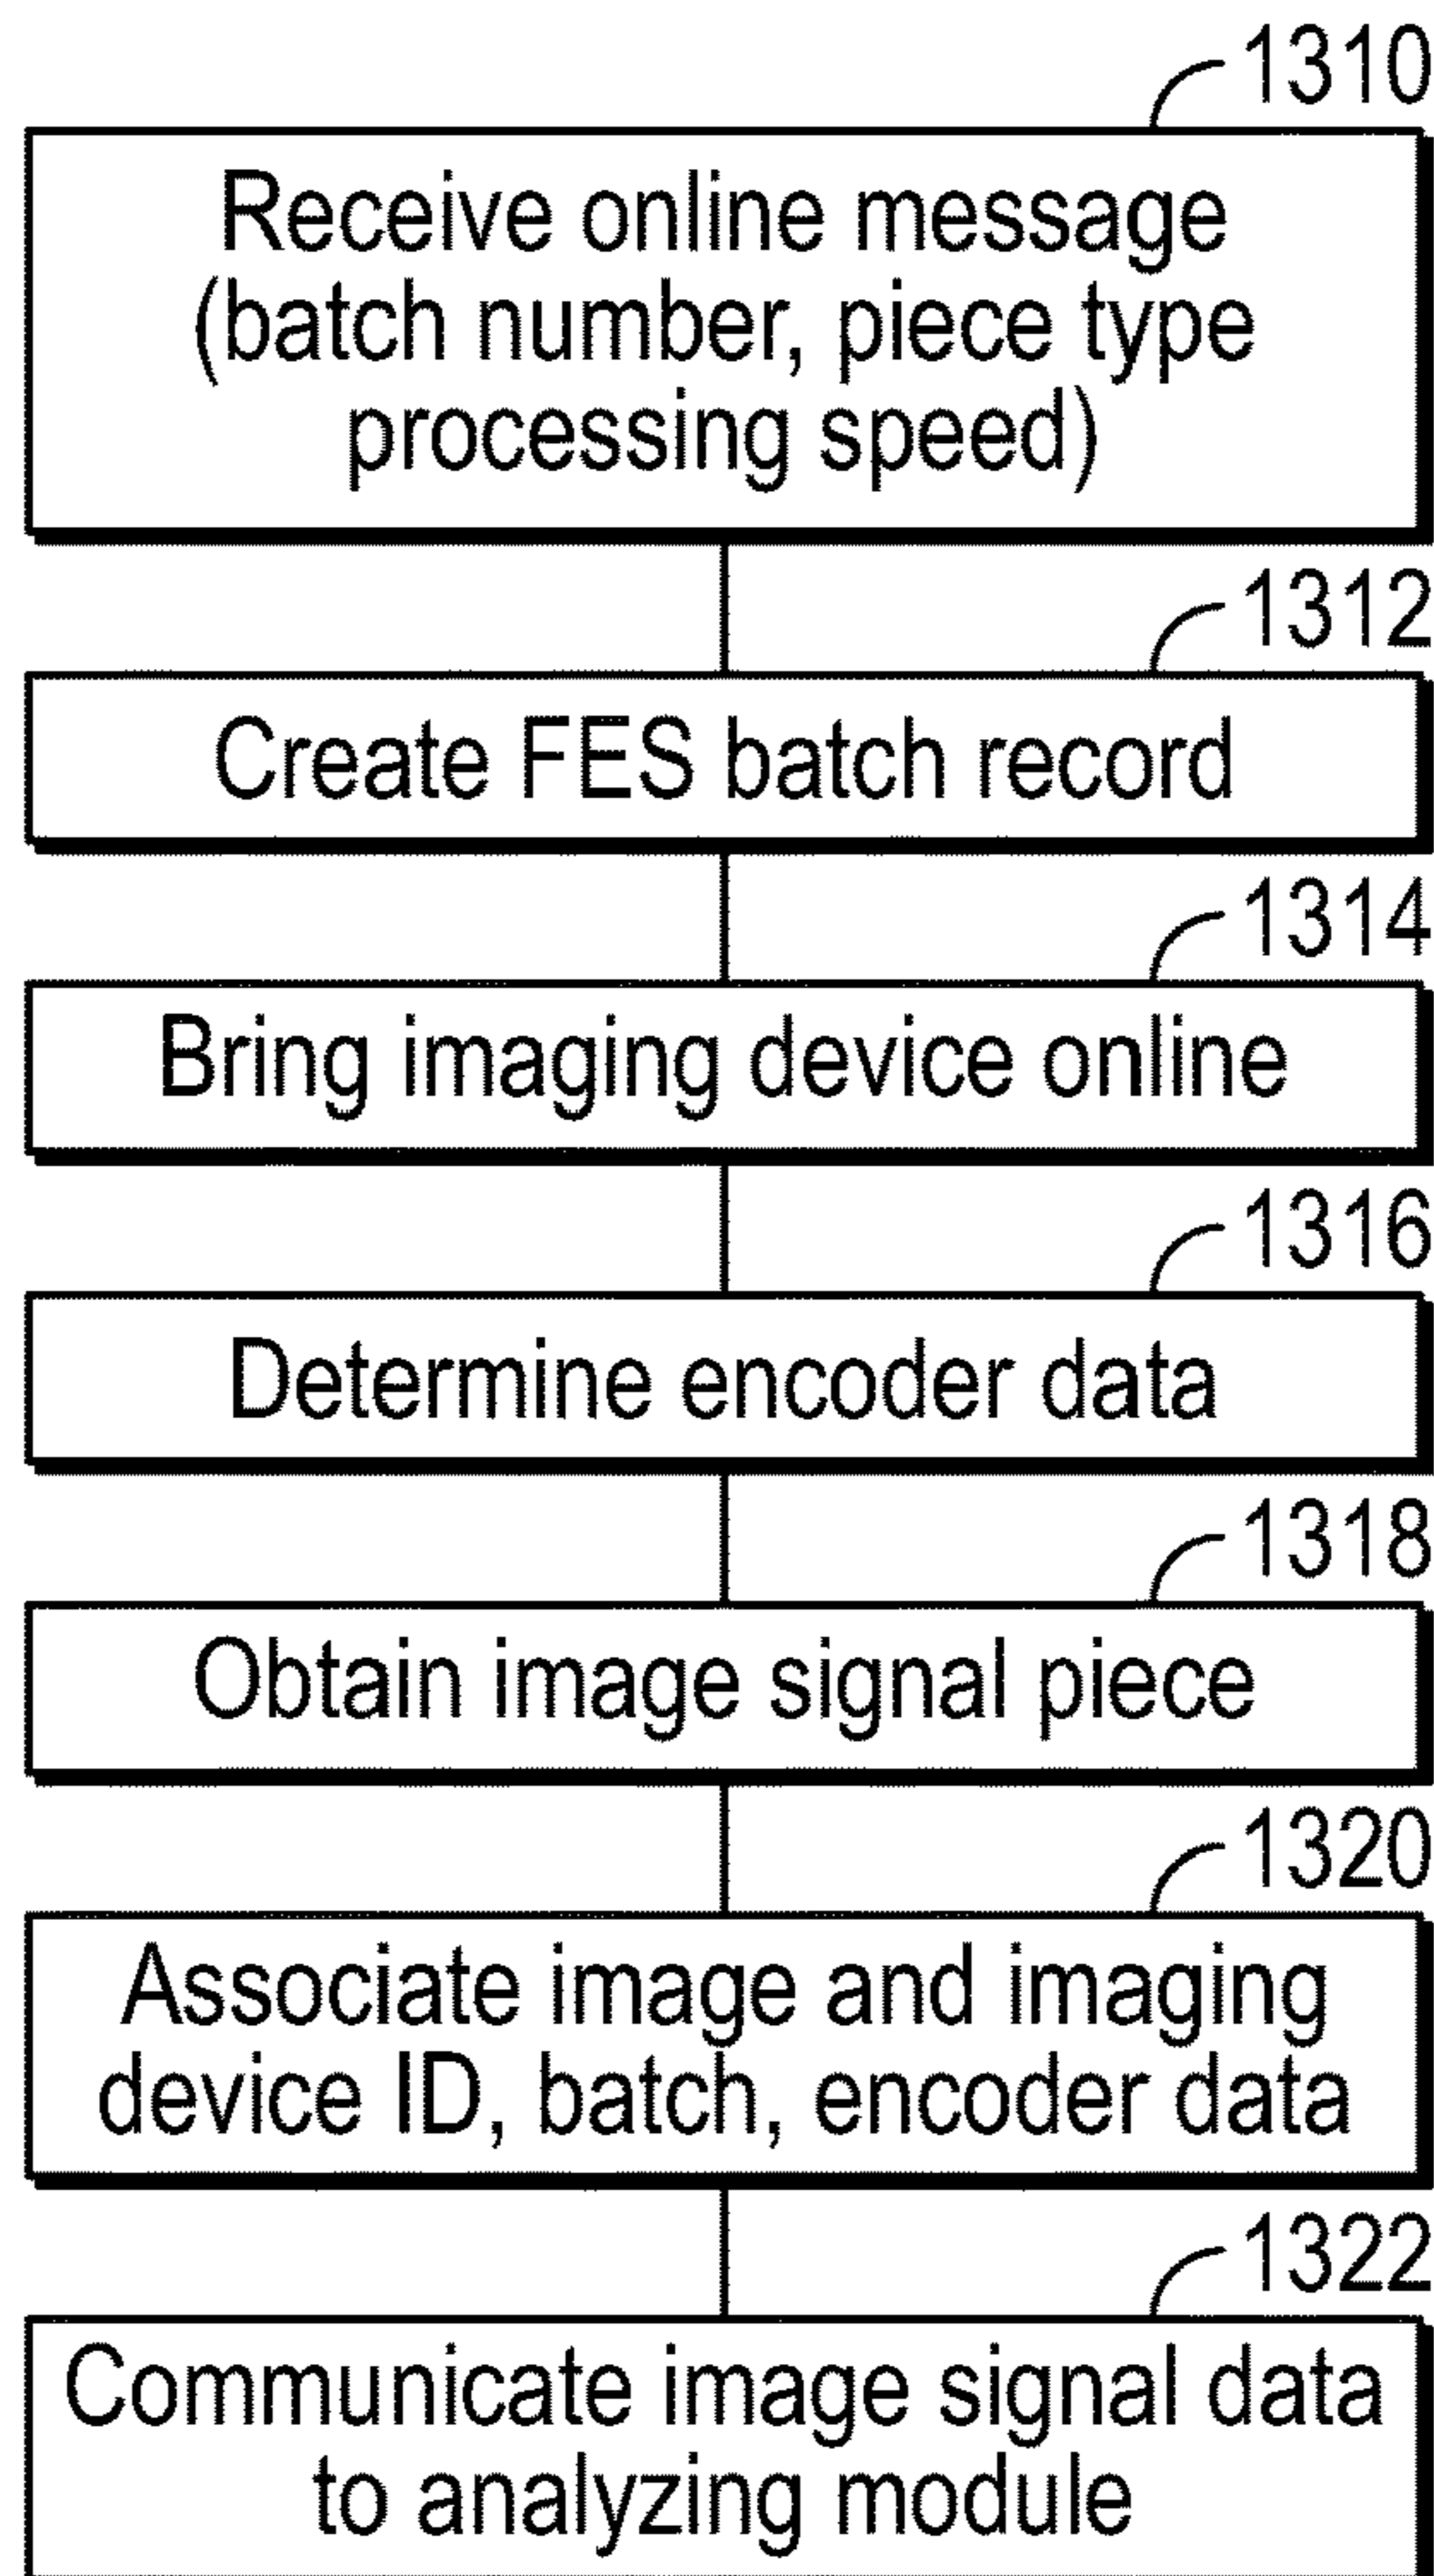 1310
Receive online message
(batch number, piece type
processing speed)
1312
Create FES batch record
1314
Bring imaging device online
1316
Determine encoder data
1318
Obtain image signal piece
1320
Associate image and imaging
device ID, batch, encoder data
1322
Communicate image signal data
to analyzing module